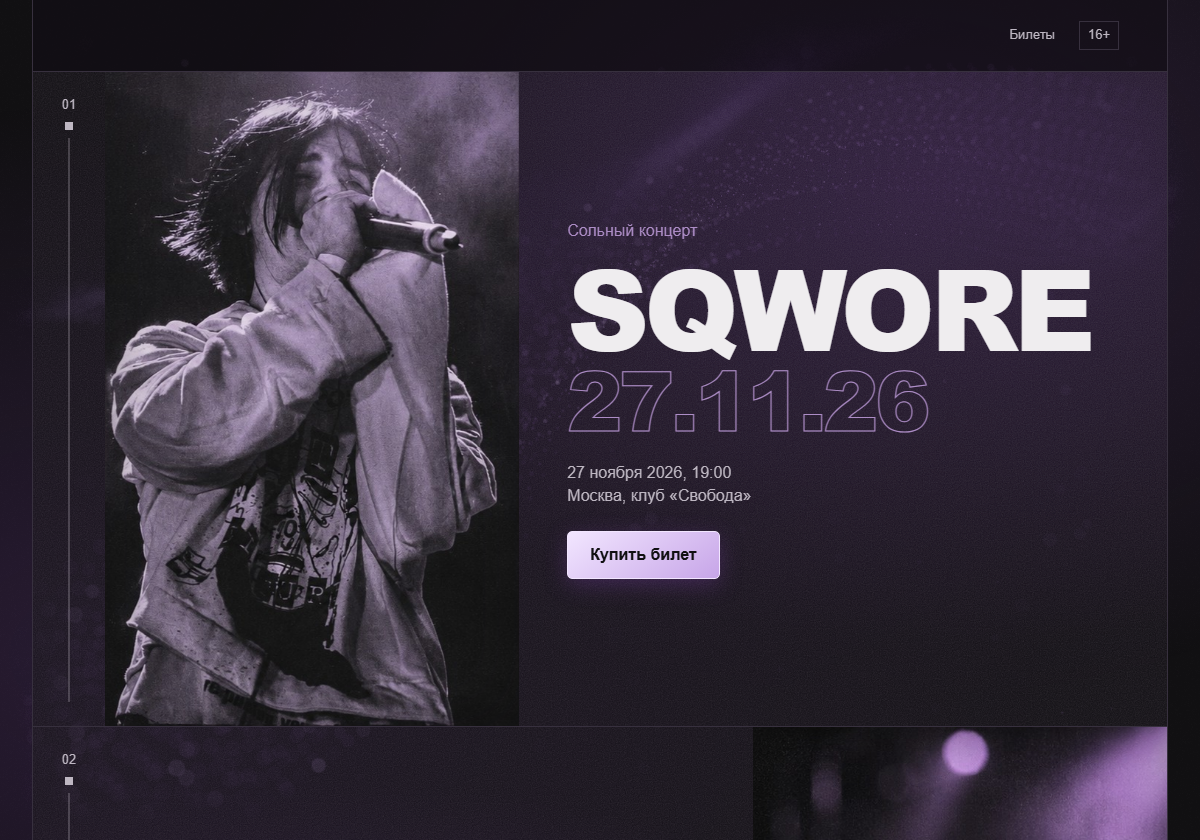 Билеты
16+
01
Сольный концерт
SQWORE
27.11.26
27 ноября 2026, 19:00
Москва, клуб «Свобода»
Купить билет
02